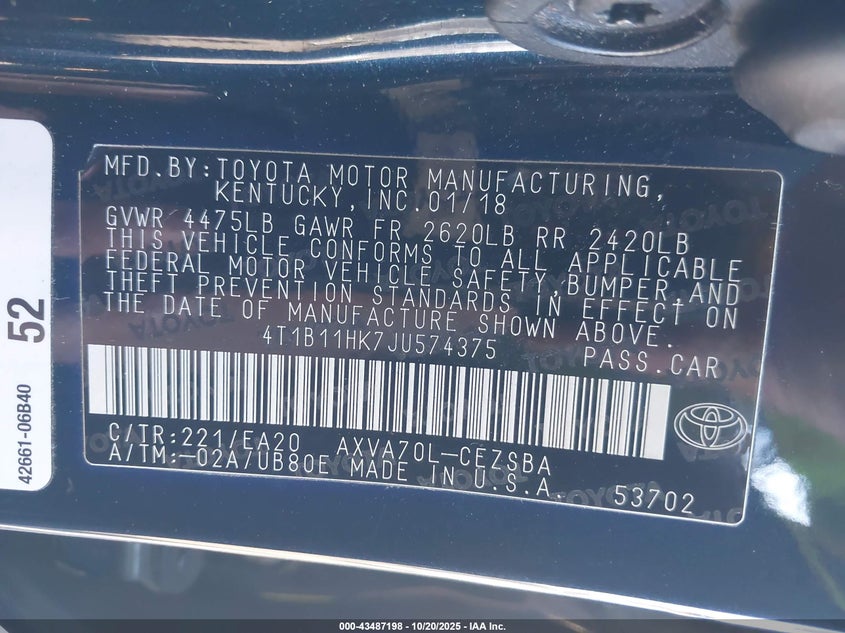 MFD.BY:TOYOTA MOTOR MANUFACTURING,
KENTUCKY,INC.01/18
GVWR 4475LB GAWR FR 2620LB RR 2420LB
THIS VEHICLE CONFORMS TO ALL APPLICABLE
FEDERAL MOTOR VEHICLE SAFETY,BUMPER,AND
THEFT PREVENTION STANDARDS IN EFFECT ON
THE DATE OF MANUFACTURE SHOWN ABOVE.
4T1B11HK7JU574375 PASS.CAR
C/TR:221/EA20 AXVA70L-CEZSBA
A/TM:-02A/UB80E MADE IN U.S.A. 53702
52
42661-06B40
000-43487198 - 10/20/2025 - IAA Inc.